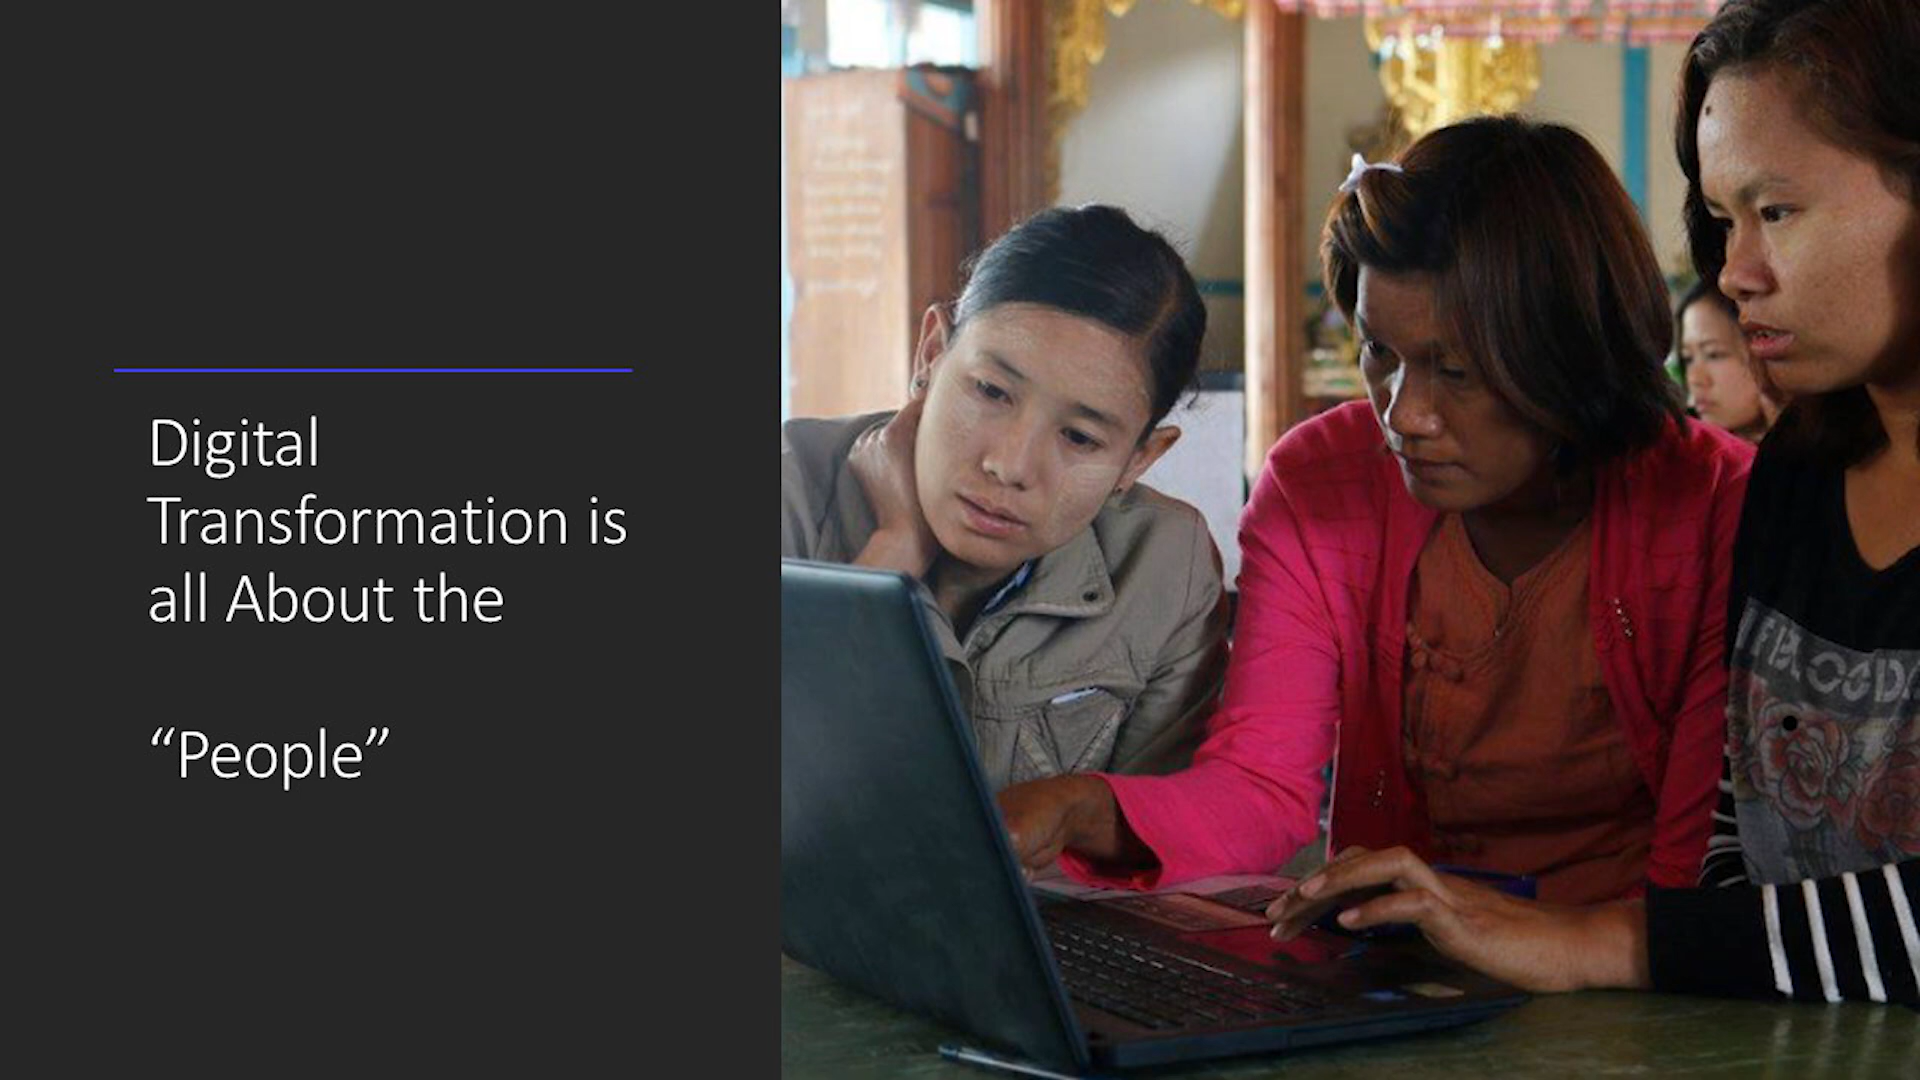 Digital
Transformation is
all About the
“People”